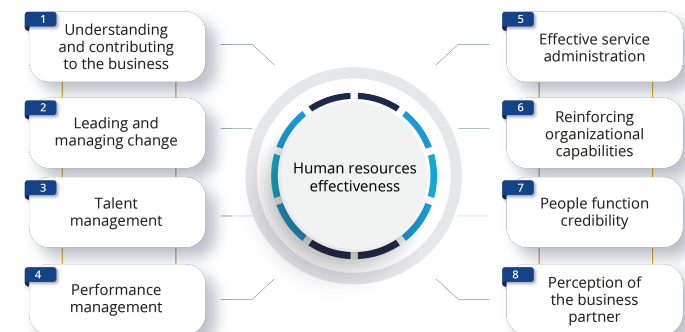 1
Understanding
and contributing
to the business
2
Leading and
managing change
3
Talent
management
4
Performance
management
Human resources
effectiveness
5
Effective service
administration
6
Reinforcing
organizational
capabilities
7
People function
credibility
8
Perception of
the business
partner